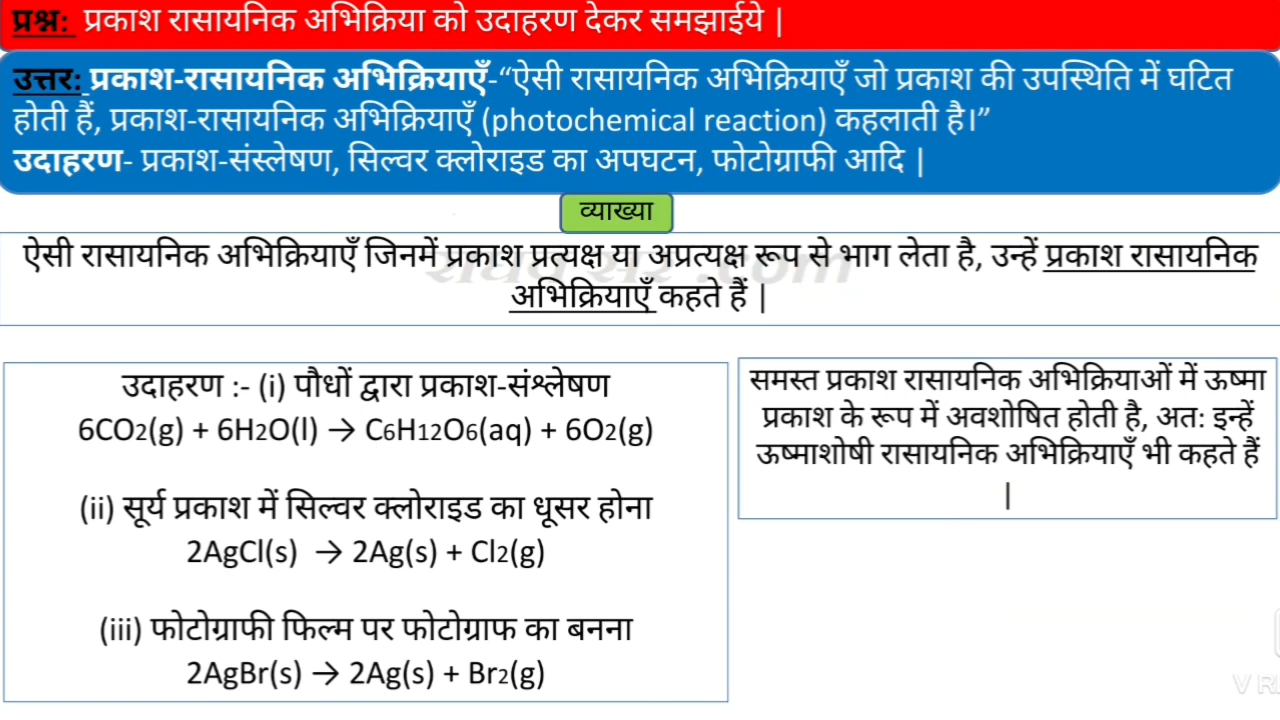 प्रश्न: प्रकाश रासायनिक अभिक्रिया को उदाहरण देकर समझाईये |
उत्तर: प्रकाश-रासायनिक अभिक्रियाएँ-“ऐसी रासायनिक अभिक्रियाएँ जो प्रकाश की उपस्थिति में घटित
होती हैं, प्रकाश-रासायनिक अभिक्रियाएँ (photochemical reaction) कहलाती है।”
उदाहरण- प्रकाश-संस्लेषण, सिल्वर क्लोराइड का अपघटन, फोटोग्राफी आदि |
व्याख्या
ऐसी रासायनिक अभिक्रियाएँ जिनमें प्रकाश प्रत्यक्ष या अप्रत्यक्ष रूप से भाग लेता है, उन्हें प्रकाश रासायनिक
अभिक्रियाएँ कहते हैं |
सर .com
उदाहरण :- (i) पौधों द्वारा प्रकाश-संश्लेषण
6CO2(g) + 6H2O(l) → C6H12O6(aq) + 6O2(g)
(ii) सूर्य प्रकाश में सिल्वर क्लोराइड का धूसर होना
2AgCl(s) → 2Ag(s) + Cl2(g)
(iii) फोटोग्राफी फिल्म पर फोटोग्राफ का बनना
2AgBr(s) → 2Ag(s) + Br2(g)
समस्त प्रकाश रासायनिक अभिक्रियाओं में ऊष्मा
प्रकाश के रूप में अवशोषित होती है, अत: इन्हें
ऊष्माशोषी रासायनिक अभिक्रियाएँ भी कहते हैं
|